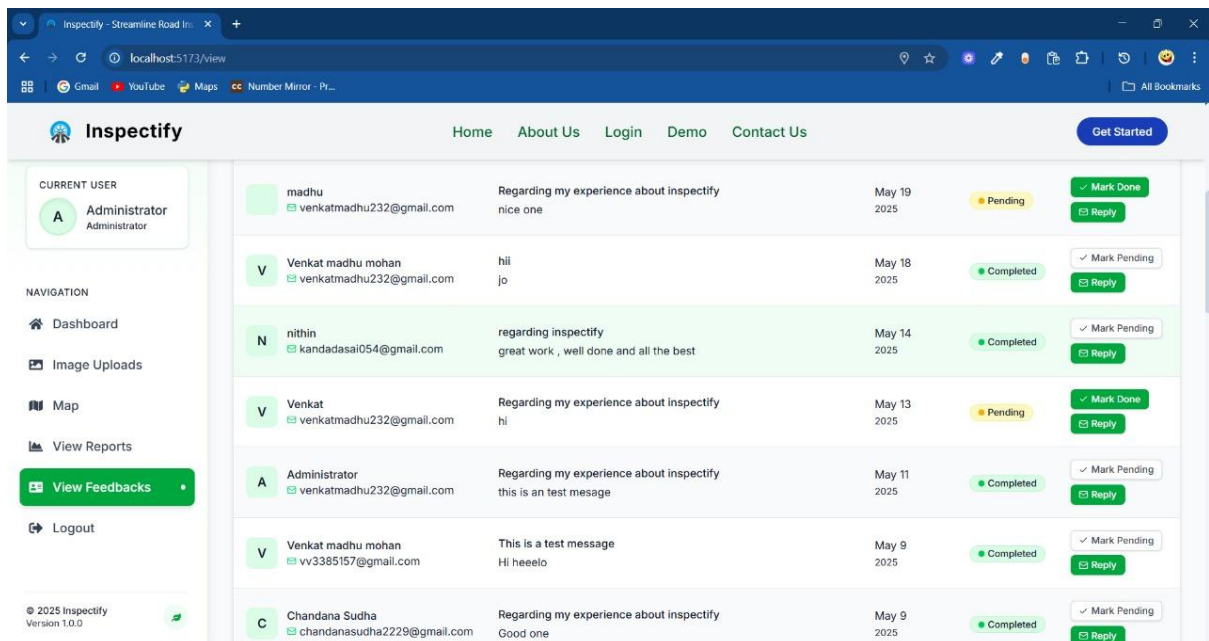 Inspectify - Streamline Road In
localhost:5173/view
Gmail YouTube Maps Number Mirror - Pr...
All Bookmarks
Inspectify
Home About Us Login Demo Contact Us
Get Started
CURRENT USER
A
Administrator
Administrator
NAVIGATION
Dashboard
Image Uploads
Map
View Reports
View Feedbacks
Logout
© 2025 Inspectify
Version 1.0.0
madhu Regarding my experience about inspectify May 19 Pending Mark Done
venkatmadhu232@gmail.com nice one 2025 Reply
V Venkat madhu mohan hii May 18 Completed Mark Pending
venkatmadhu232@gmail.com jo 2025 Reply
N nithin regarding inspectify May 14 Completed Mark Pending
kandadasai054@gmail.com great work , well done and all the best 2025 Reply
V Venkat Regarding my experience about inspectify May 13 Pending Mark Done
venkatmadhu232@gmail.com hi 2025 Reply
A Administrator Regarding my experience about inspectify May 11 Completed Mark Pending
venkatmadhu232@gmail.com this is an test mesage 2025 Reply
V Venkat madhu mohan This is a test message May 9 Completed Mark Pending
vv3385157@gmail.com Hi heeelo 2025 Reply
C Chandana Sudha Regarding my experience about inspectify May 9 Completed Mark Pending
chandanasudha2229@gmail.com Good one 2025 Reply